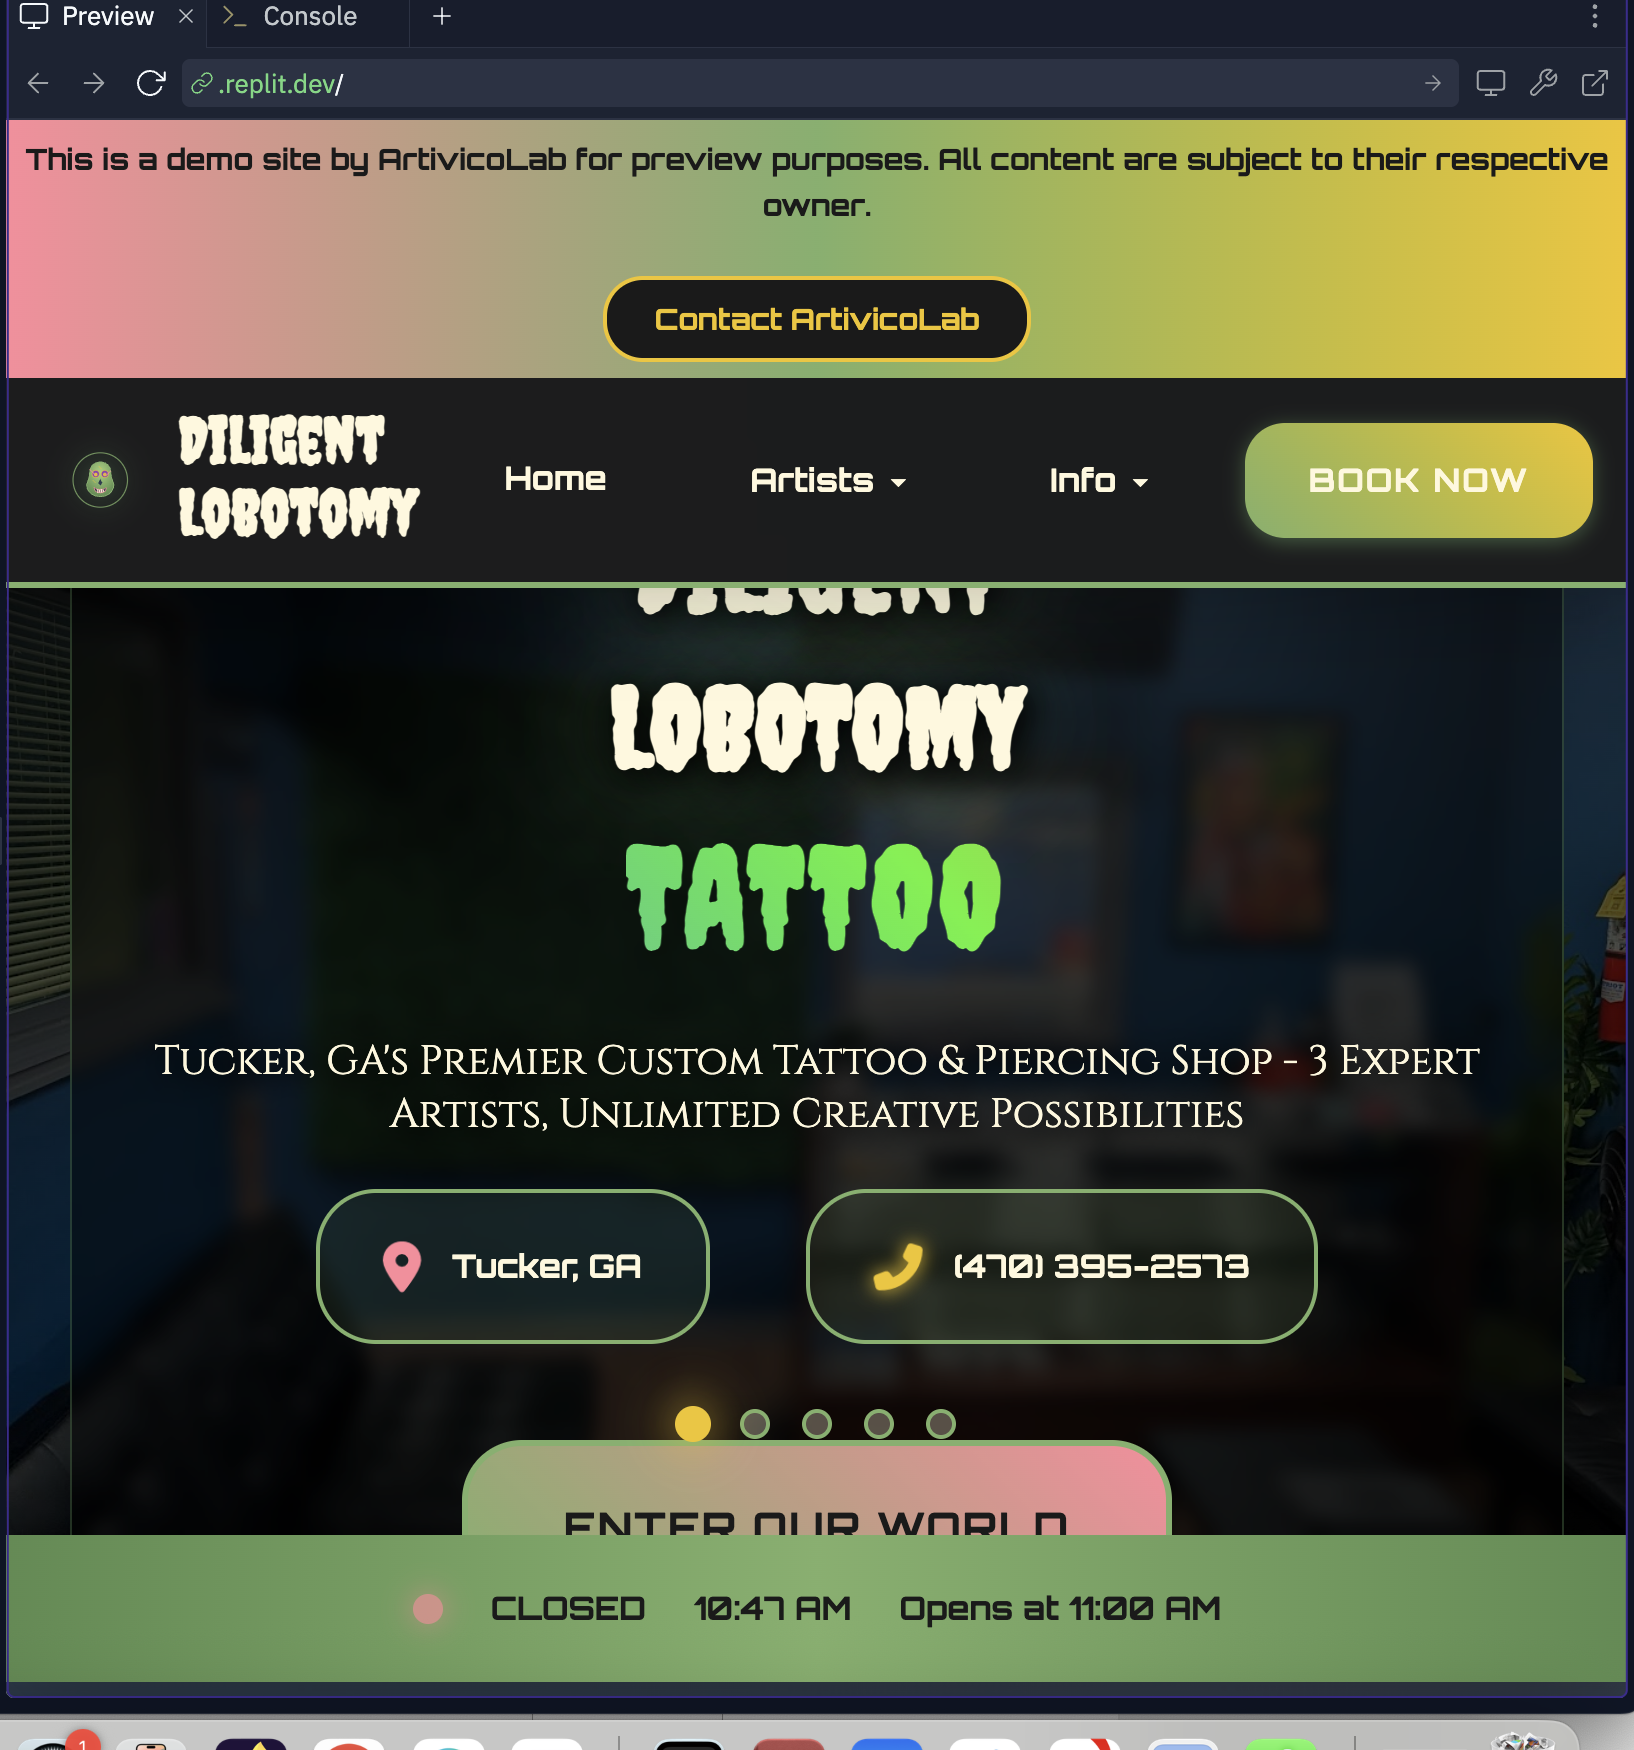 Preview
Console
.replit.dev/
This is a demo site by ArtivicoLab for preview purposes. All content are subject to their respective
owner.
Contact ArtivicoLab
DILIGENT
LOBOTOMY
Home
Artists
Info
BOOK NOW
DILIGENT
LOBOTOMY
TATTOO
Tucker, GA's Premier Custom Tattoo & Piercing Shop - 3 Expert
Artists, Unlimited Creative Possibilities
Tucker, GA
(470) 395-2573
ENTER OUR WORLD
CLOSED 10:47 AM Opens at 11:00 AM
1